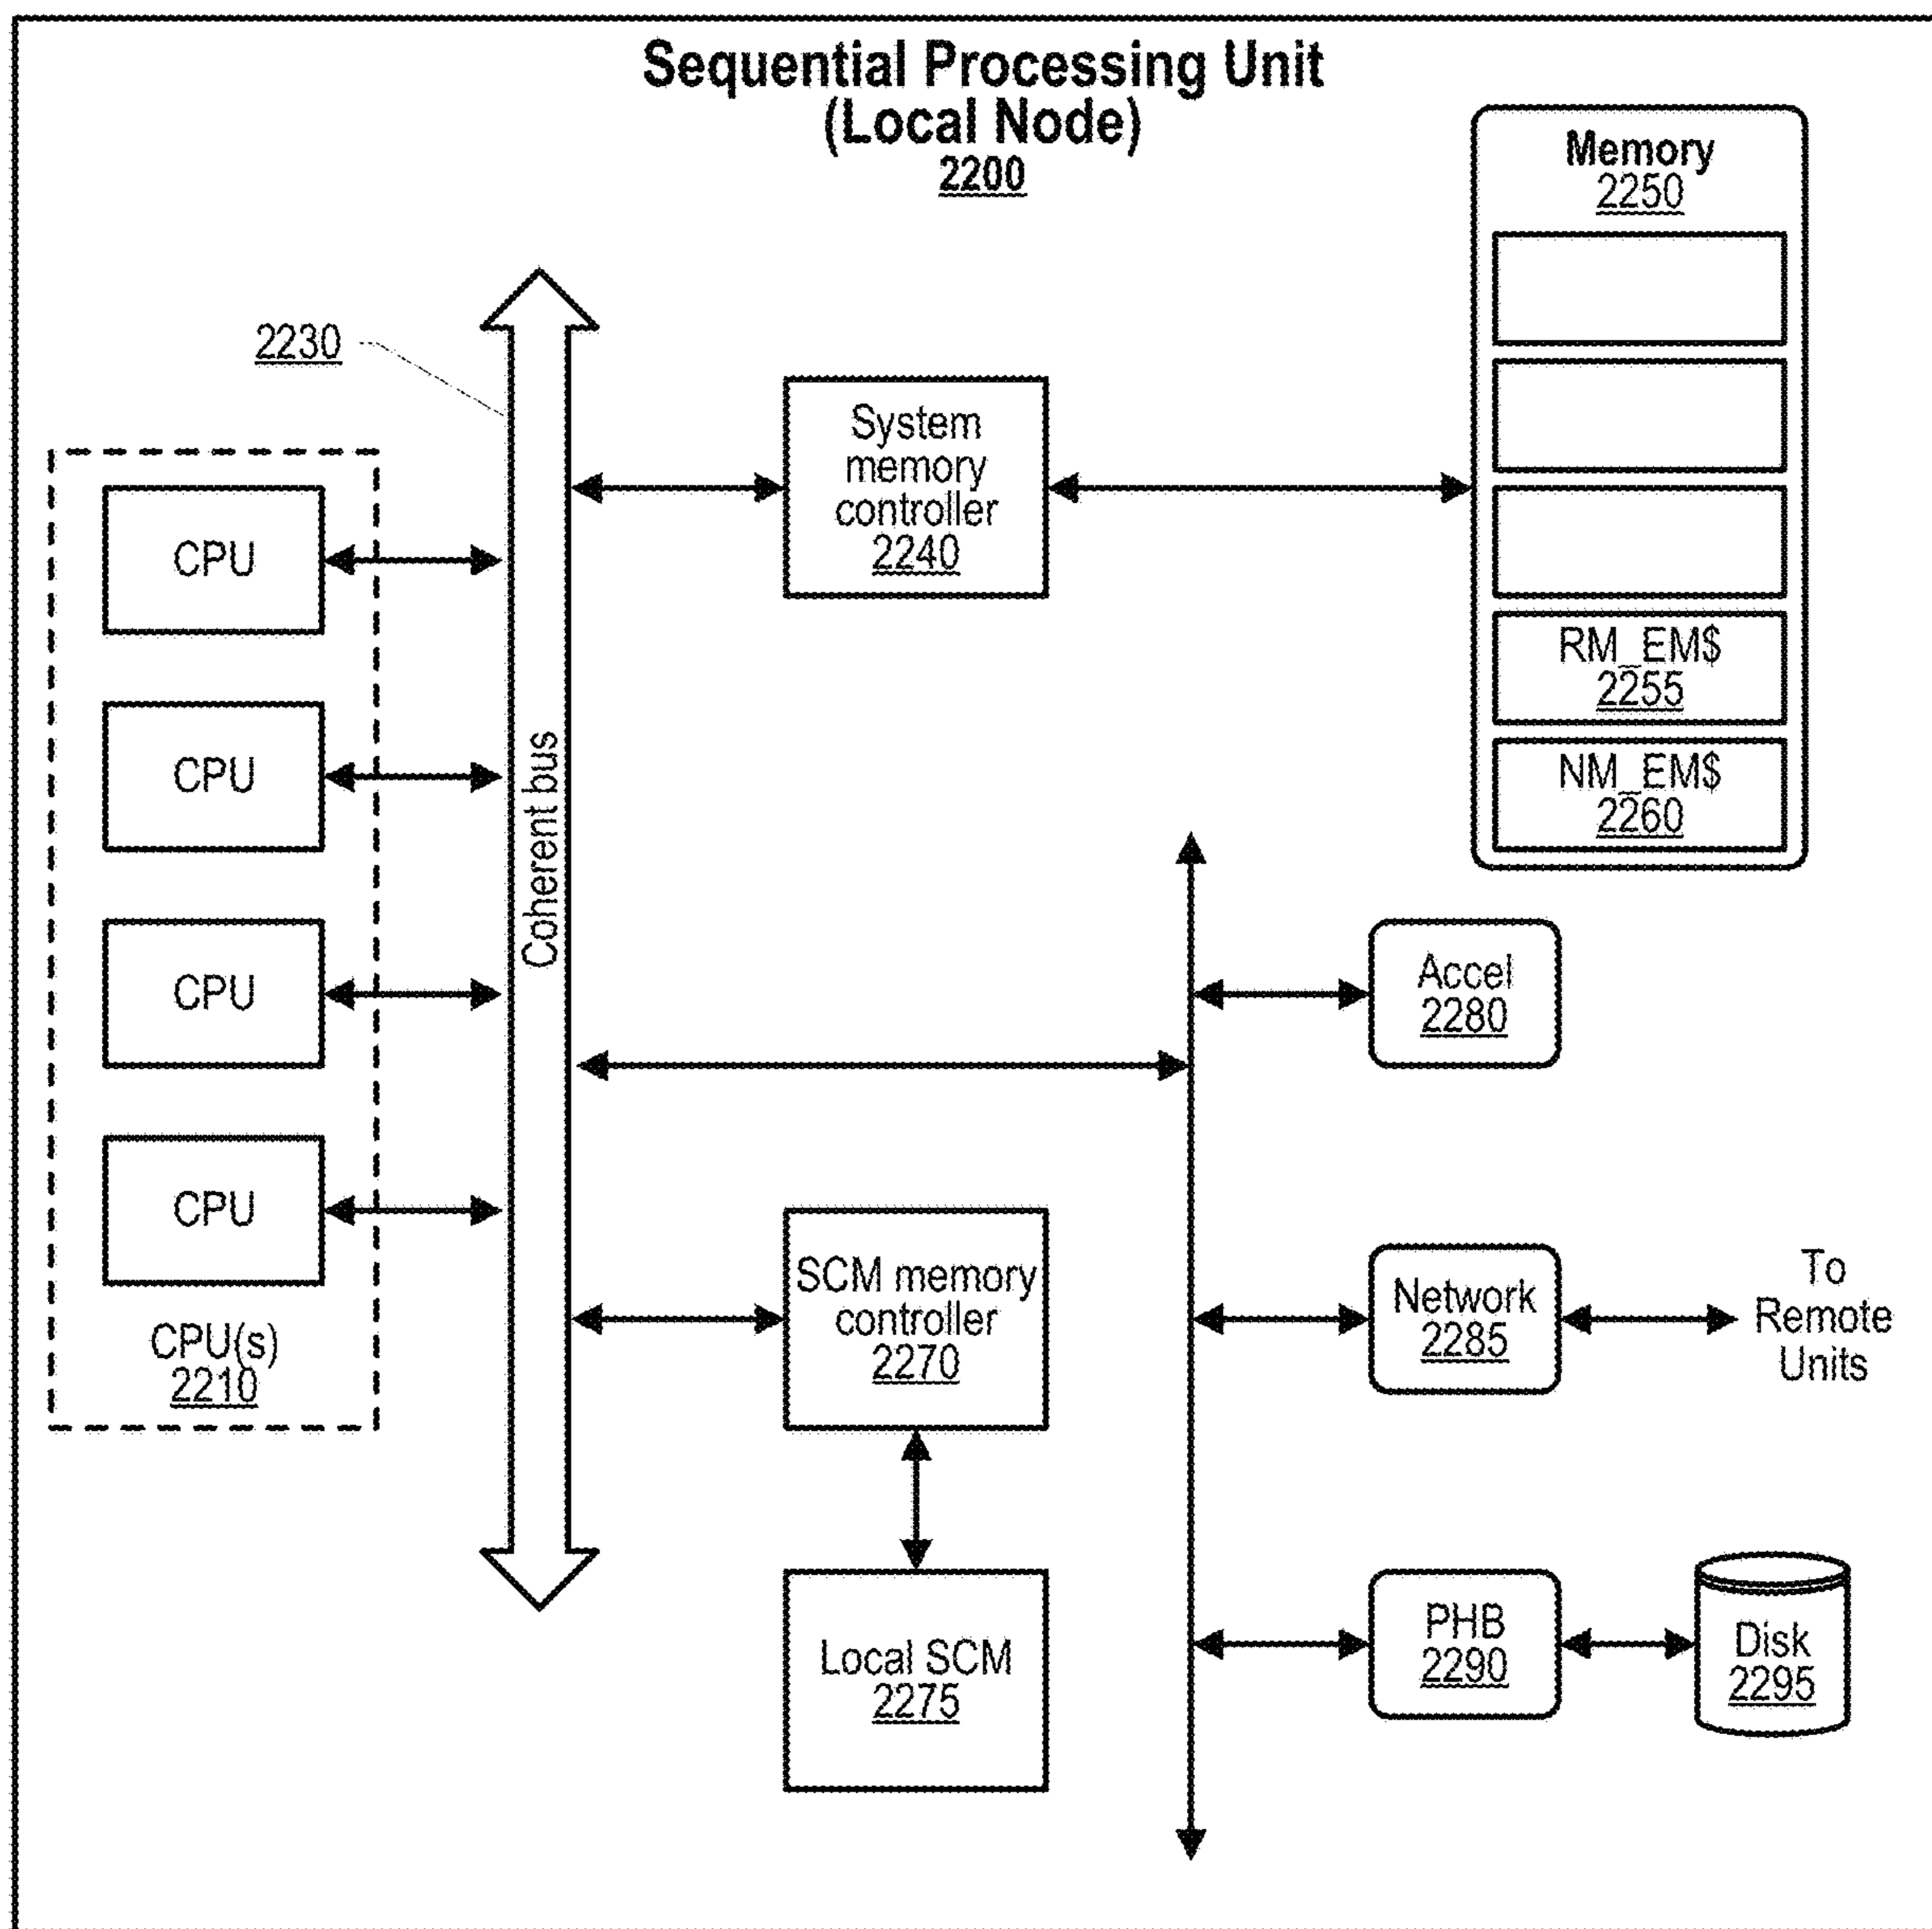 Sequential Processing Unit
(Local Node)
2200
Memory
2250
RM_EM$
2255
NM_EM$
2260
2230
System
memory
controller
2240
CPU
CPU
CPU
CPU
CPU(s)
2210
Coherent bus
Accel
2280
SCM memory
controller
2270
Network
2285
To
Remote
Units
Local SCM
2275
PHB
2290
Disk
2295